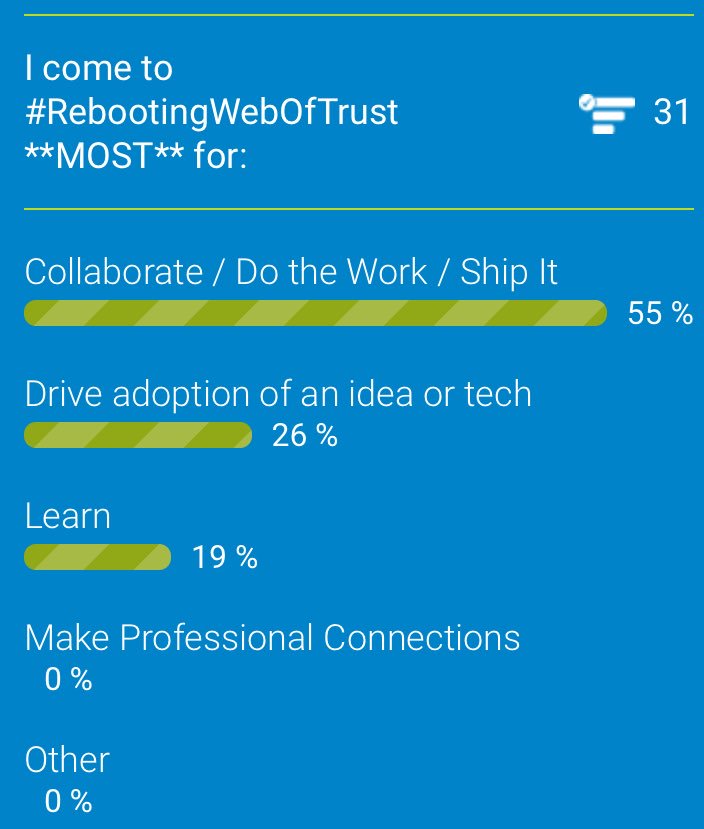 I come to
#RebootingWebOfTrust
**MOST** for:
31
Collaborate / Do the Work / Ship It
55 %
Drive adoption of an idea or tech
26 %
Learn
19 %
Make Professional Connections
0 %
Other
0 %